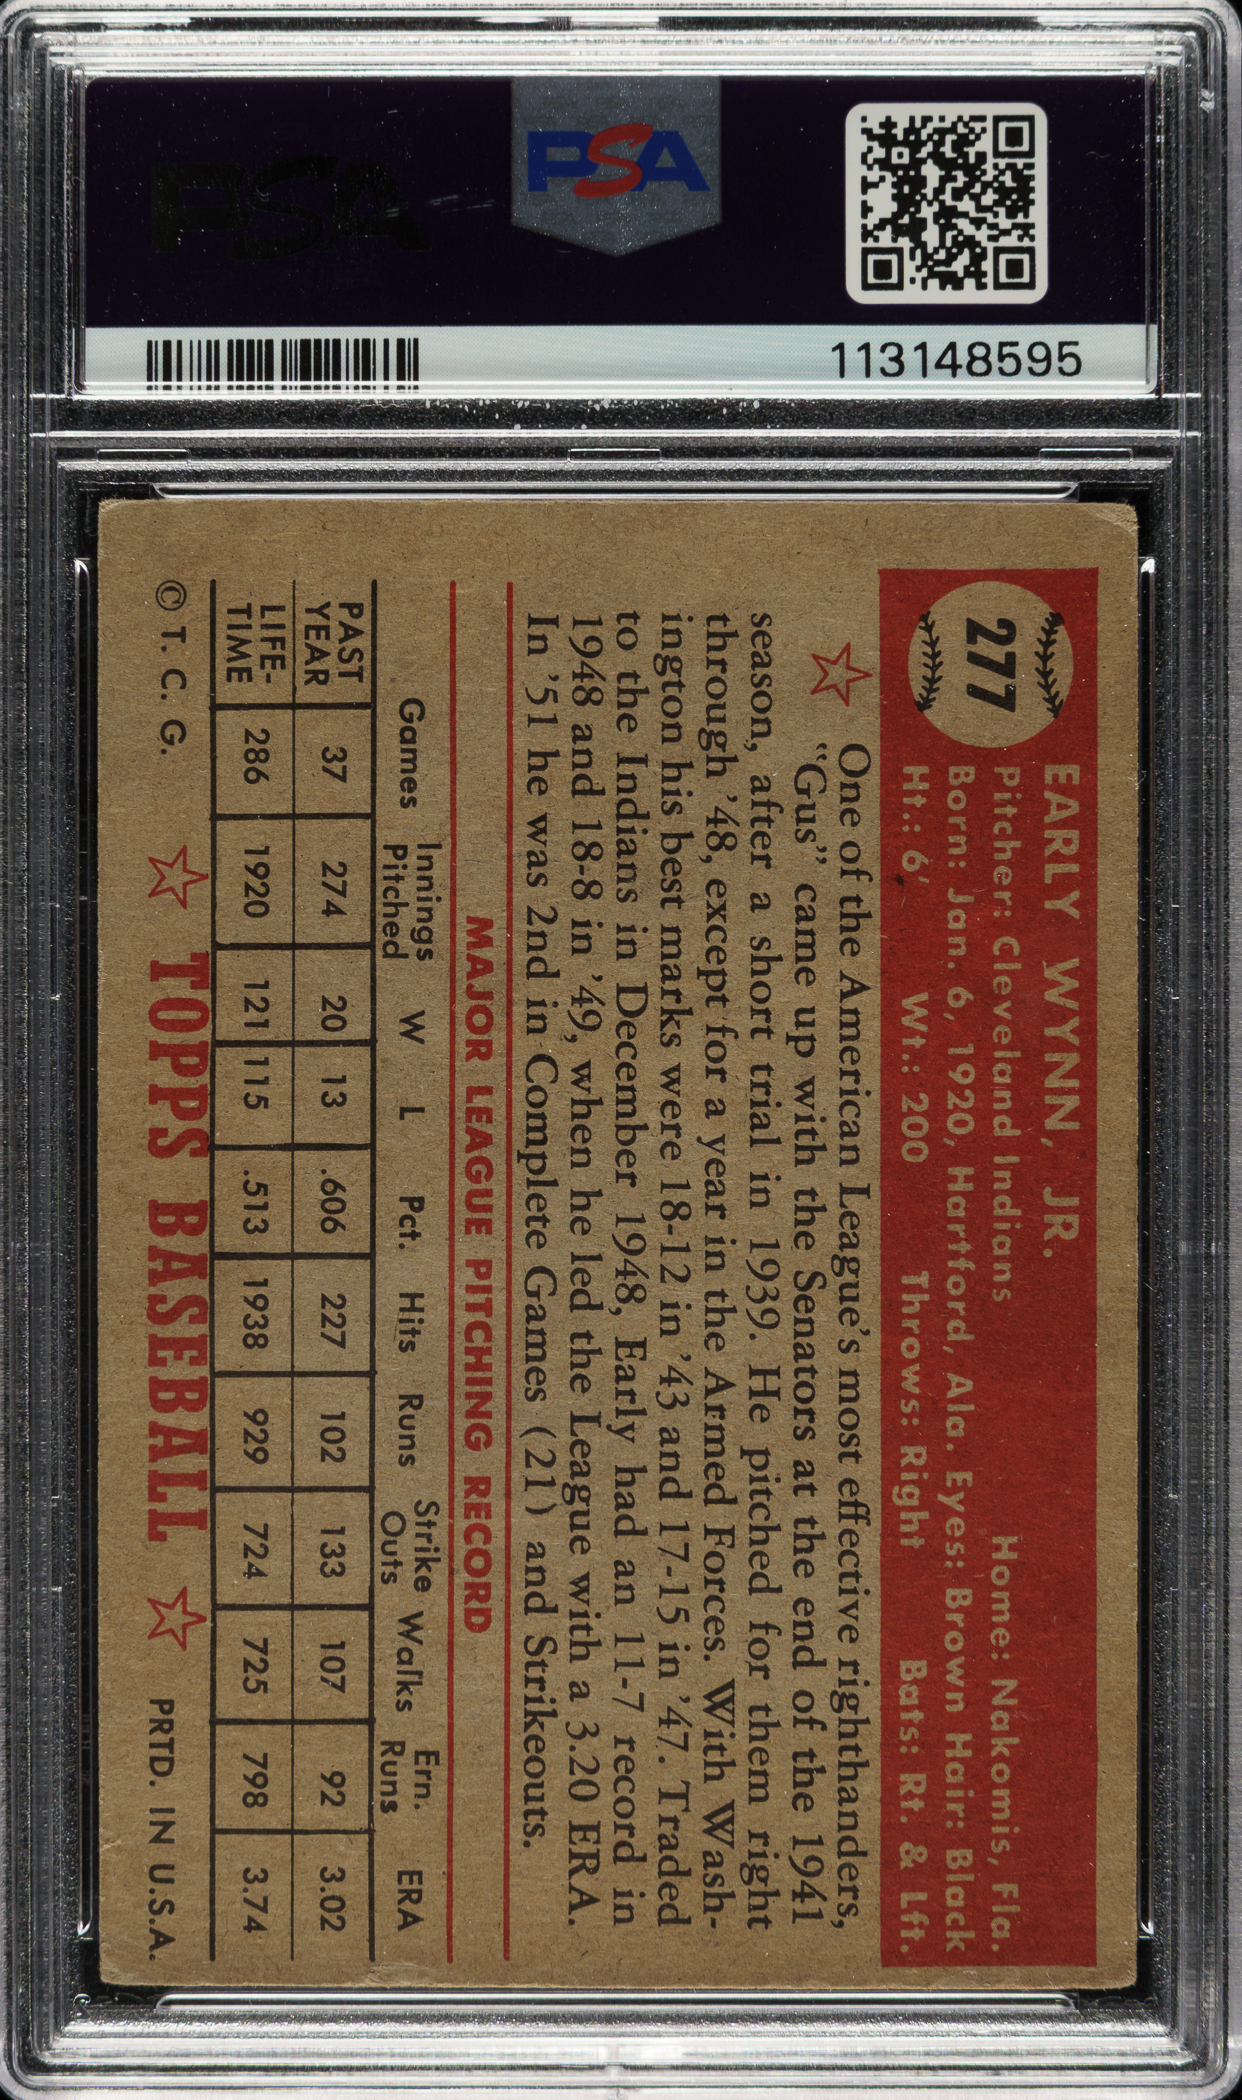 PSA
PSA
113148595
277
EARLY WYNN, JR.
Pitcher: Cleveland Indians Home: Nakomis, Fla.
Born: Jan. 6, 1920, Hartford, Ala. Eyes: Brown Hair: Black
Ht.: 6' Wt.: 200 Throws: Right Bats: Rt. & Lft.
One of the American League's most effective righthanders,
"Gus" came up with the Senators at the end of the 1941
season, after a short trial in 1939. He pitched for them right
through '48, except for a year in the Armed Forces. With Wash-
ington his best marks were 18-12 in '43 and 17-15 in '47. Traded
to the Indians in December 1948, Early had an 11-7 record in
1948 and 18-8 in '49, when he led the League with a 3.20 ERA.
In '51 he was 2nd in Complete Games (21) and Strikeouts.
MAJOR LEAGUE PITCHING RECORD
Games Innings Pitched W L Pct. Hits Runs Strike Outs Walks Ern. Runs ERA
PAST YEAR 37 274 20 13 .606 227 102 133 107 92 3.02
LIFE-TIME 286 1920 121 115 .513 1938 929 724 725 798 3.74
© T. C. G. TOPPS BASEBALL PRTD. IN U.S.A.